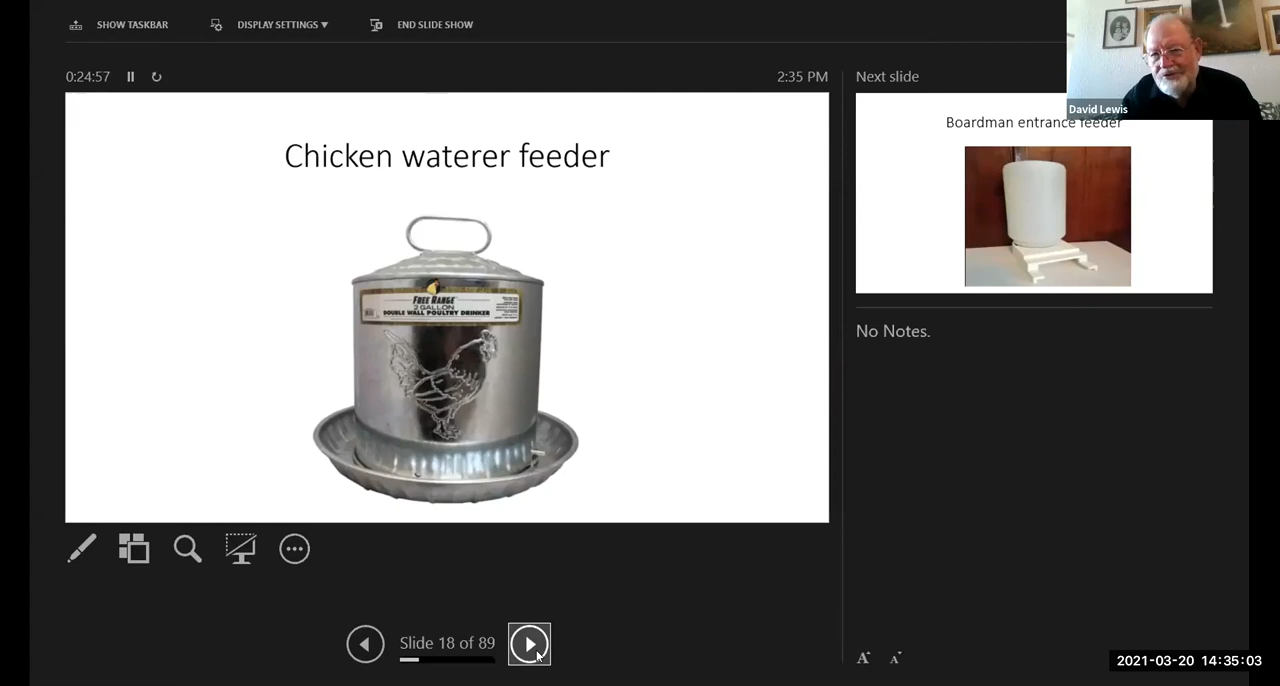 SHOW TASKBAR
DISPLAY SETTINGS ▼
END SLIDE SHOW
0:24:57
2:35 PM
Next slide
David Lewis
Chicken waterer feeder
Boardman entrance feeder
FREE RANGE
2 GALLON
DOUBLE WALL POULTRY DRINKER
No Notes.
Slide 18 of 89
A
A
2021-03-20 14:35:03